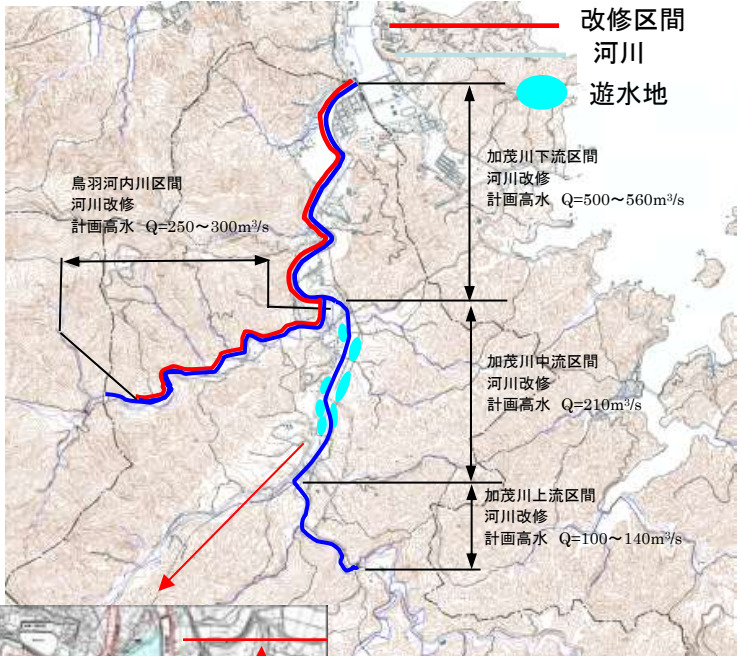 改修区間
河川
遊水地
加茂川下流区間
河川改修
計画高水 Q=500～560m³/s
鳥羽河内川区間
河川改修
計画高水 Q=250～300m³/s
加茂川中流区間
河川改修
計画高水 Q=210m³/s
加茂川上流区間
河川改修
計画高水 Q=100～140m³/s